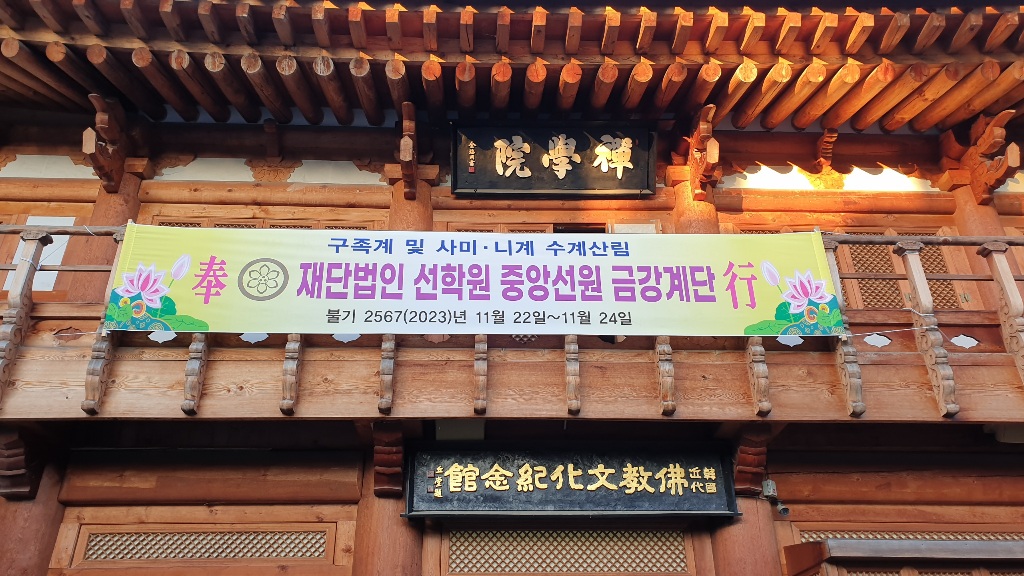 禪學院
구족계 및 사미·니계 수계산림
奉 재단법인 선학원 중앙선원 금강계단 行
불기 2567(2023)년 11월 22일~11월 24일
韓國近代佛教文化紀念館